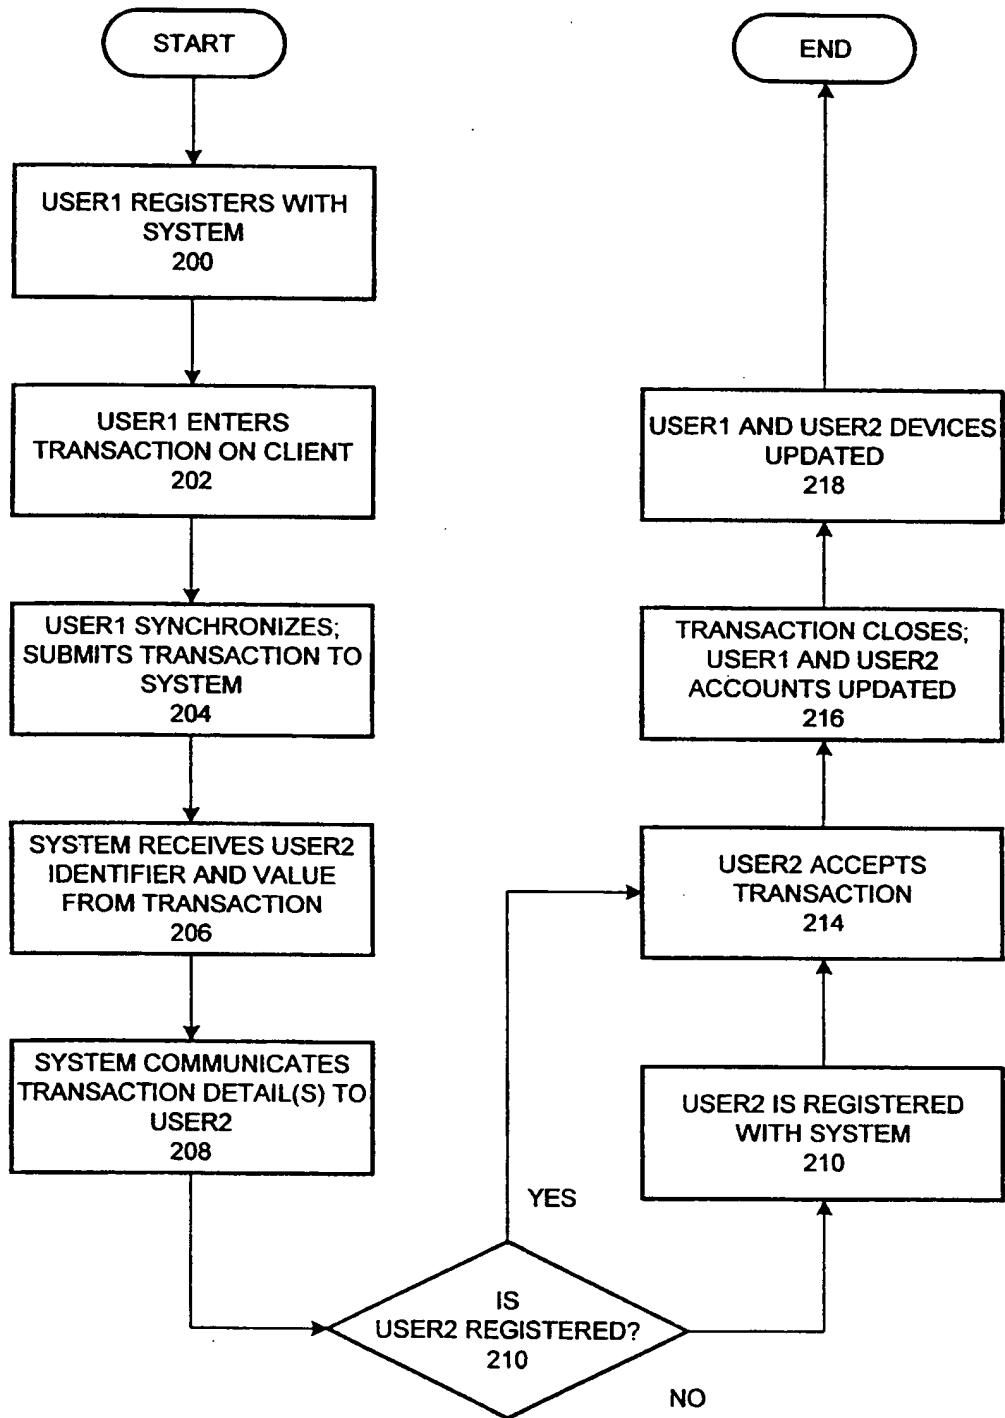 START
USER1 REGISTERS WITH
SYSTEM
200
USER1 ENTERS
TRANSACTION ON CLIENT
202
USER1 SYNCHRONIZES;
SUBMITS TRANSACTION TO
SYSTEM
204
SYSTEM RECEIVES USER2
IDENTIFIER AND VALUE
FROM TRANSACTION
206
SYSTEM COMMUNICATES
TRANSACTION DETAIL(S) TO
USER2
208
IS
USER2 REGISTERED?
210
YES
NO
USER2 IS REGISTERED
WITH SYSTEM
210
USER2 ACCEPTS
TRANSACTION
214
TRANSACTION CLOSES;
USER1 AND USER2
ACCOUNTS UPDATED
216
USER1 AND USER2 DEVICES
UPDATED
218
END